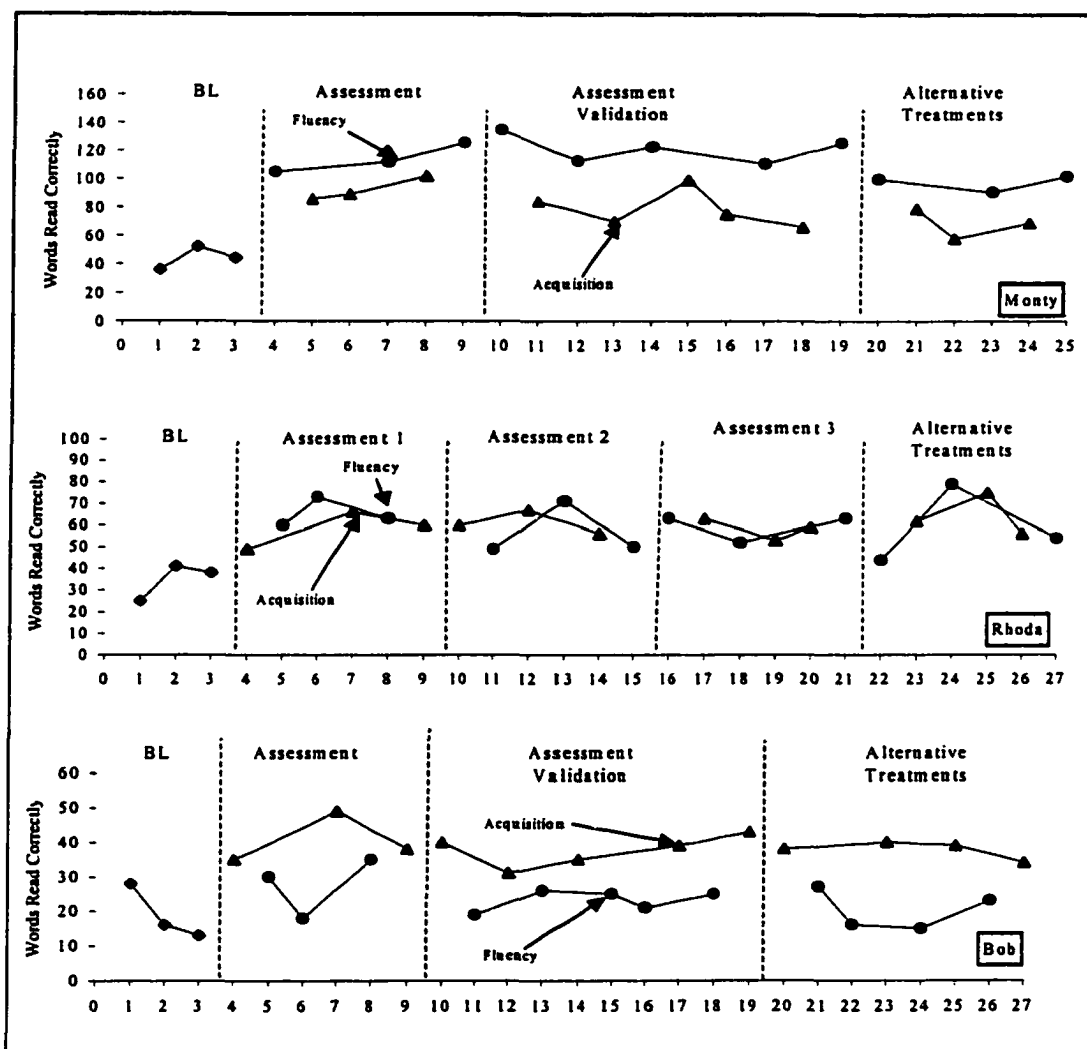 BL
Assessment
Assessment
Validation
Alternative
Treatments
Fluency
Acquisition
Words Read Correctly
160
140
120
100
80
60
40
20
0
0 1 2 3 4 5 6 7 8 9 10 11 12 13 14 15 16 17 18 19 20 21 22 23 24 25
Monty
BL
Assessment 1
Assessment 2
Assessment 3
Alternative
Treatments
Fluency
Acquisition
Words Read Correctly
100
90
80
70
60
50
40
30
20
10
0
0 1 2 3 4 5 6 7 8 9 10 11 12 13 14 15 16 17 18 19 20 21 22 23 24 25 26 27
Rhoda
BL
Assessment
Assessment
Validation
Alternative
Treatments
Acquisition
Fluency
Words Read Correctly
60
50
40
30
20
10
0
0 1 2 3 4 5 6 7 8 9 10 11 12 13 14 15 16 17 18 19 20 21 22 23 24 25 26 27
Bob